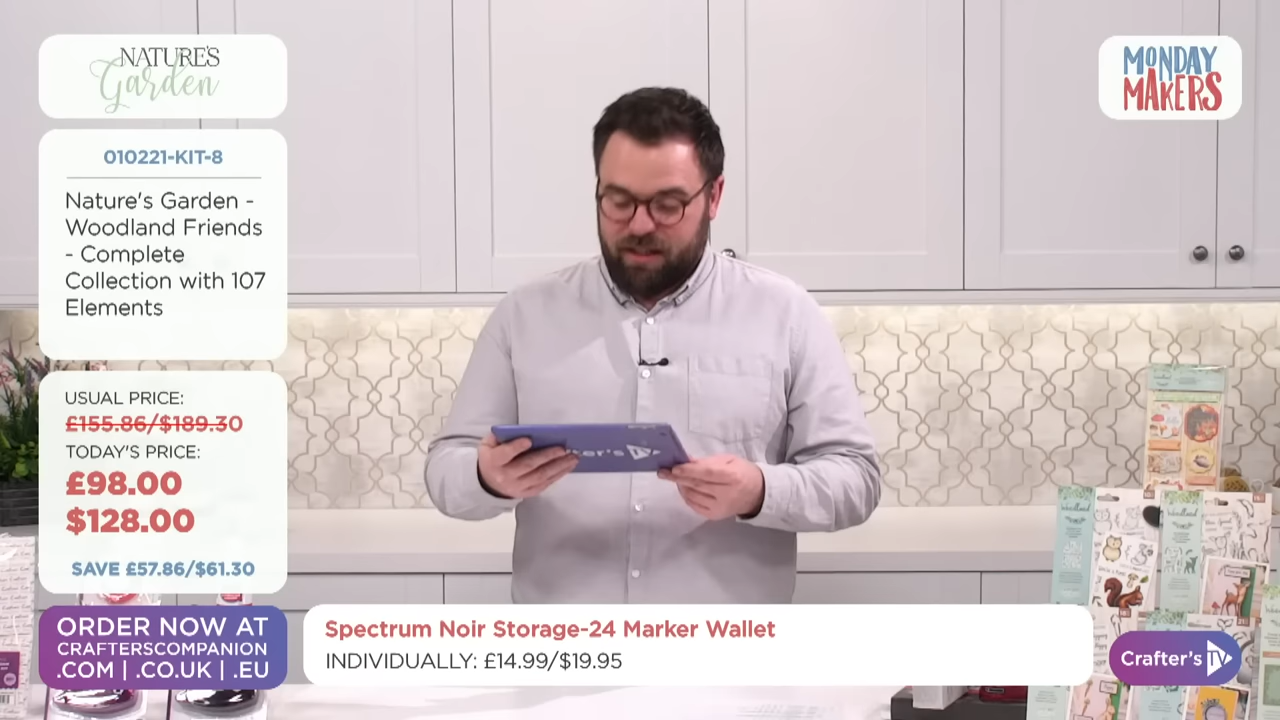 NATURE'S
Garden
MONDAY
MAKERS
010221-KIT-8
Nature's Garden -
Woodland Friends
- Complete
Collection with 107
Elements
USUAL PRICE:
£155.86/$189.30
TODAY'S PRICE:
£98.00
$128.00
SAVE £57.86/$61.30
ORDER NOW AT
CRAFTERSCOMPANION
.COM | .CO.UK | .EU
Spectrum Noir Storage-24 Marker Wallet
INDIVIDUALLY: £14.99/$19.95
Crafter's TV